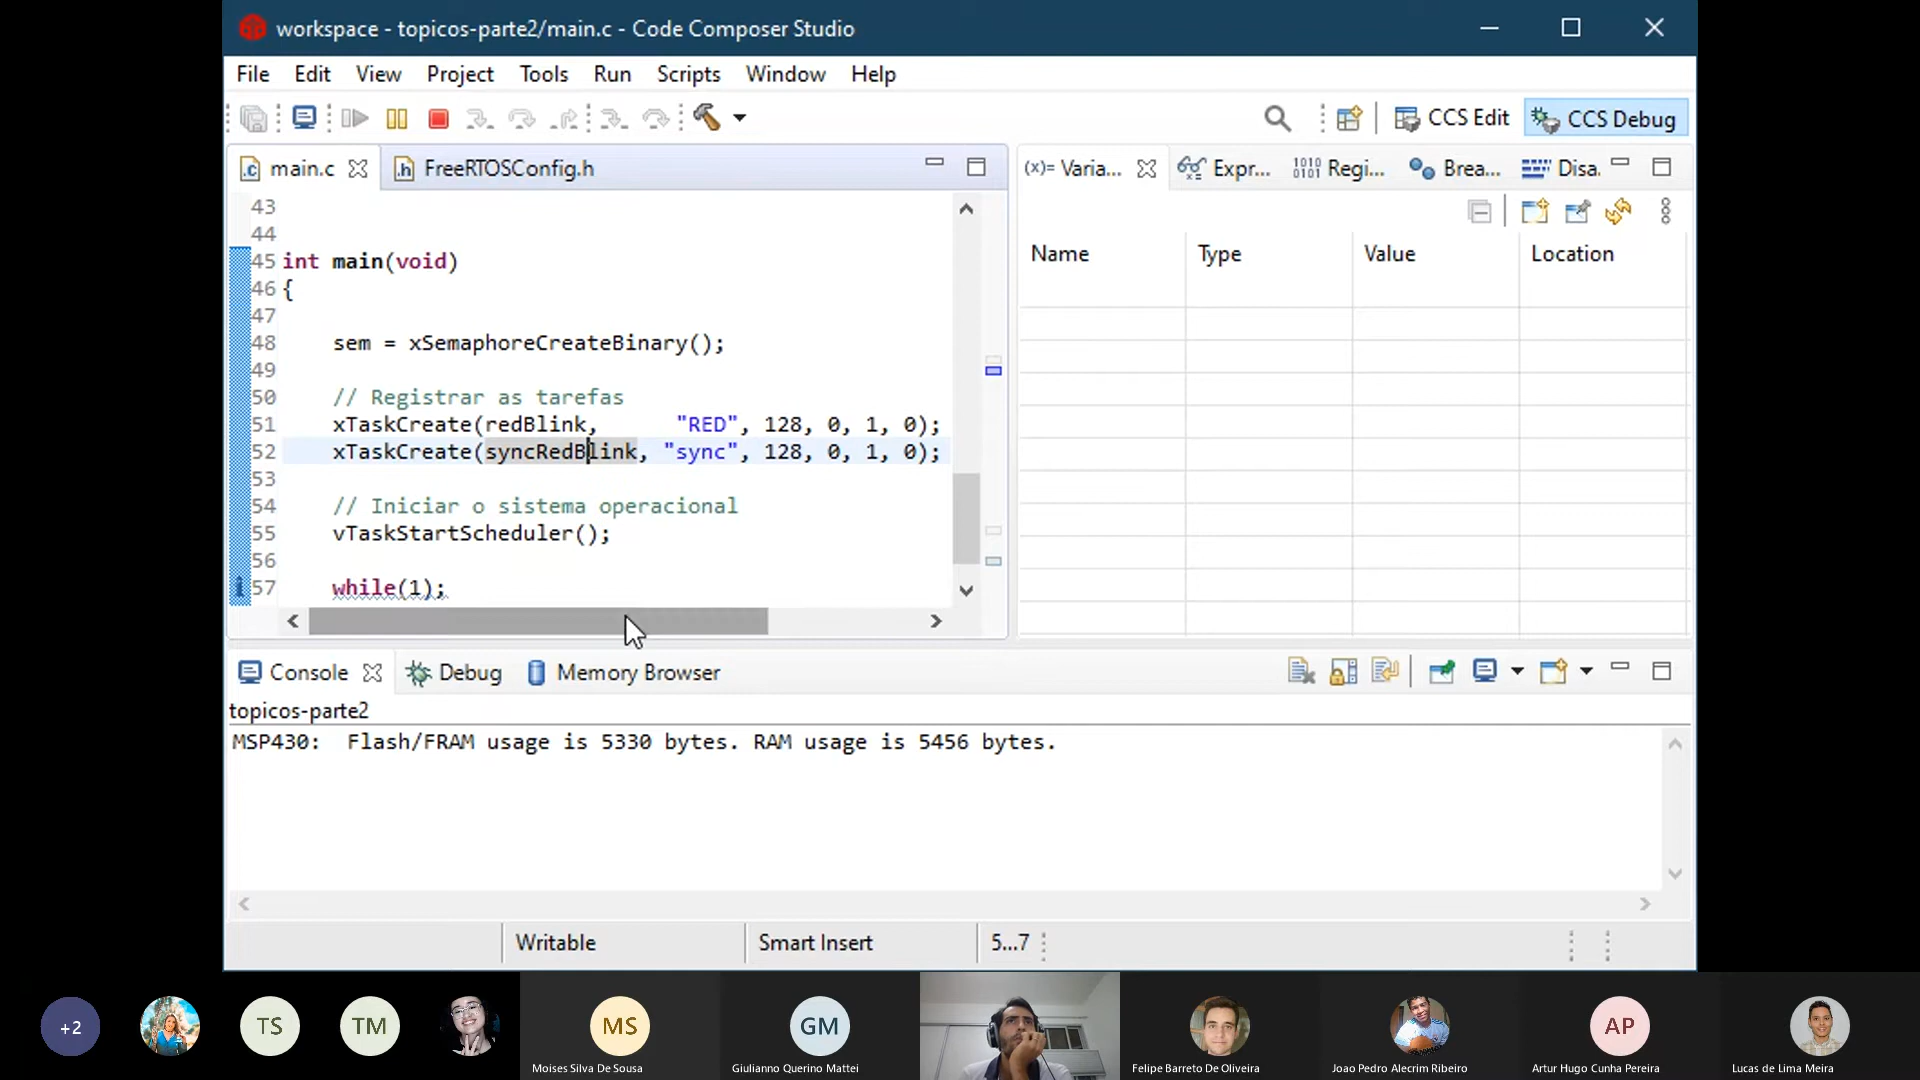 workspace - topicos-parte2/main.c - Code Composer Studio
File Edit View Project Tools Run Scripts Window Help
CCS Edit CCS Debug
main.c FreeRTOSConfig.h
(x)= Varia... Expr... Regi... Brea... Disa.
43
44
45 int main(void)
46 {
47
48 sem = xSemaphoreCreateBinary();
49
50 // Registrar as tarefas
51 xTaskCreate(redBlink, "RED", 128, 0, 1, 0);
52 xTaskCreate(syncRedBlink, "sync", 128, 0, 1, 0);
53
54 // Iniciar o sistema operacional
55 vTaskStartScheduler();
56
57 while(1);
Name Type Value Location
Console Debug Memory Browser
topicos-parte2
MSP430: Flash/FRAM usage is 5330 bytes. RAM usage is 5456 bytes.
Writable Smart Insert 5...7
+2 TS TM MS GM AP
Moises Silva De Sousa Giulianno Querino Mattei Felipe Barreto De Oliveira Joao Pedro Alecrim Ribeiro Artur Hugo Cunha Pereira Lucas de Lima Meira